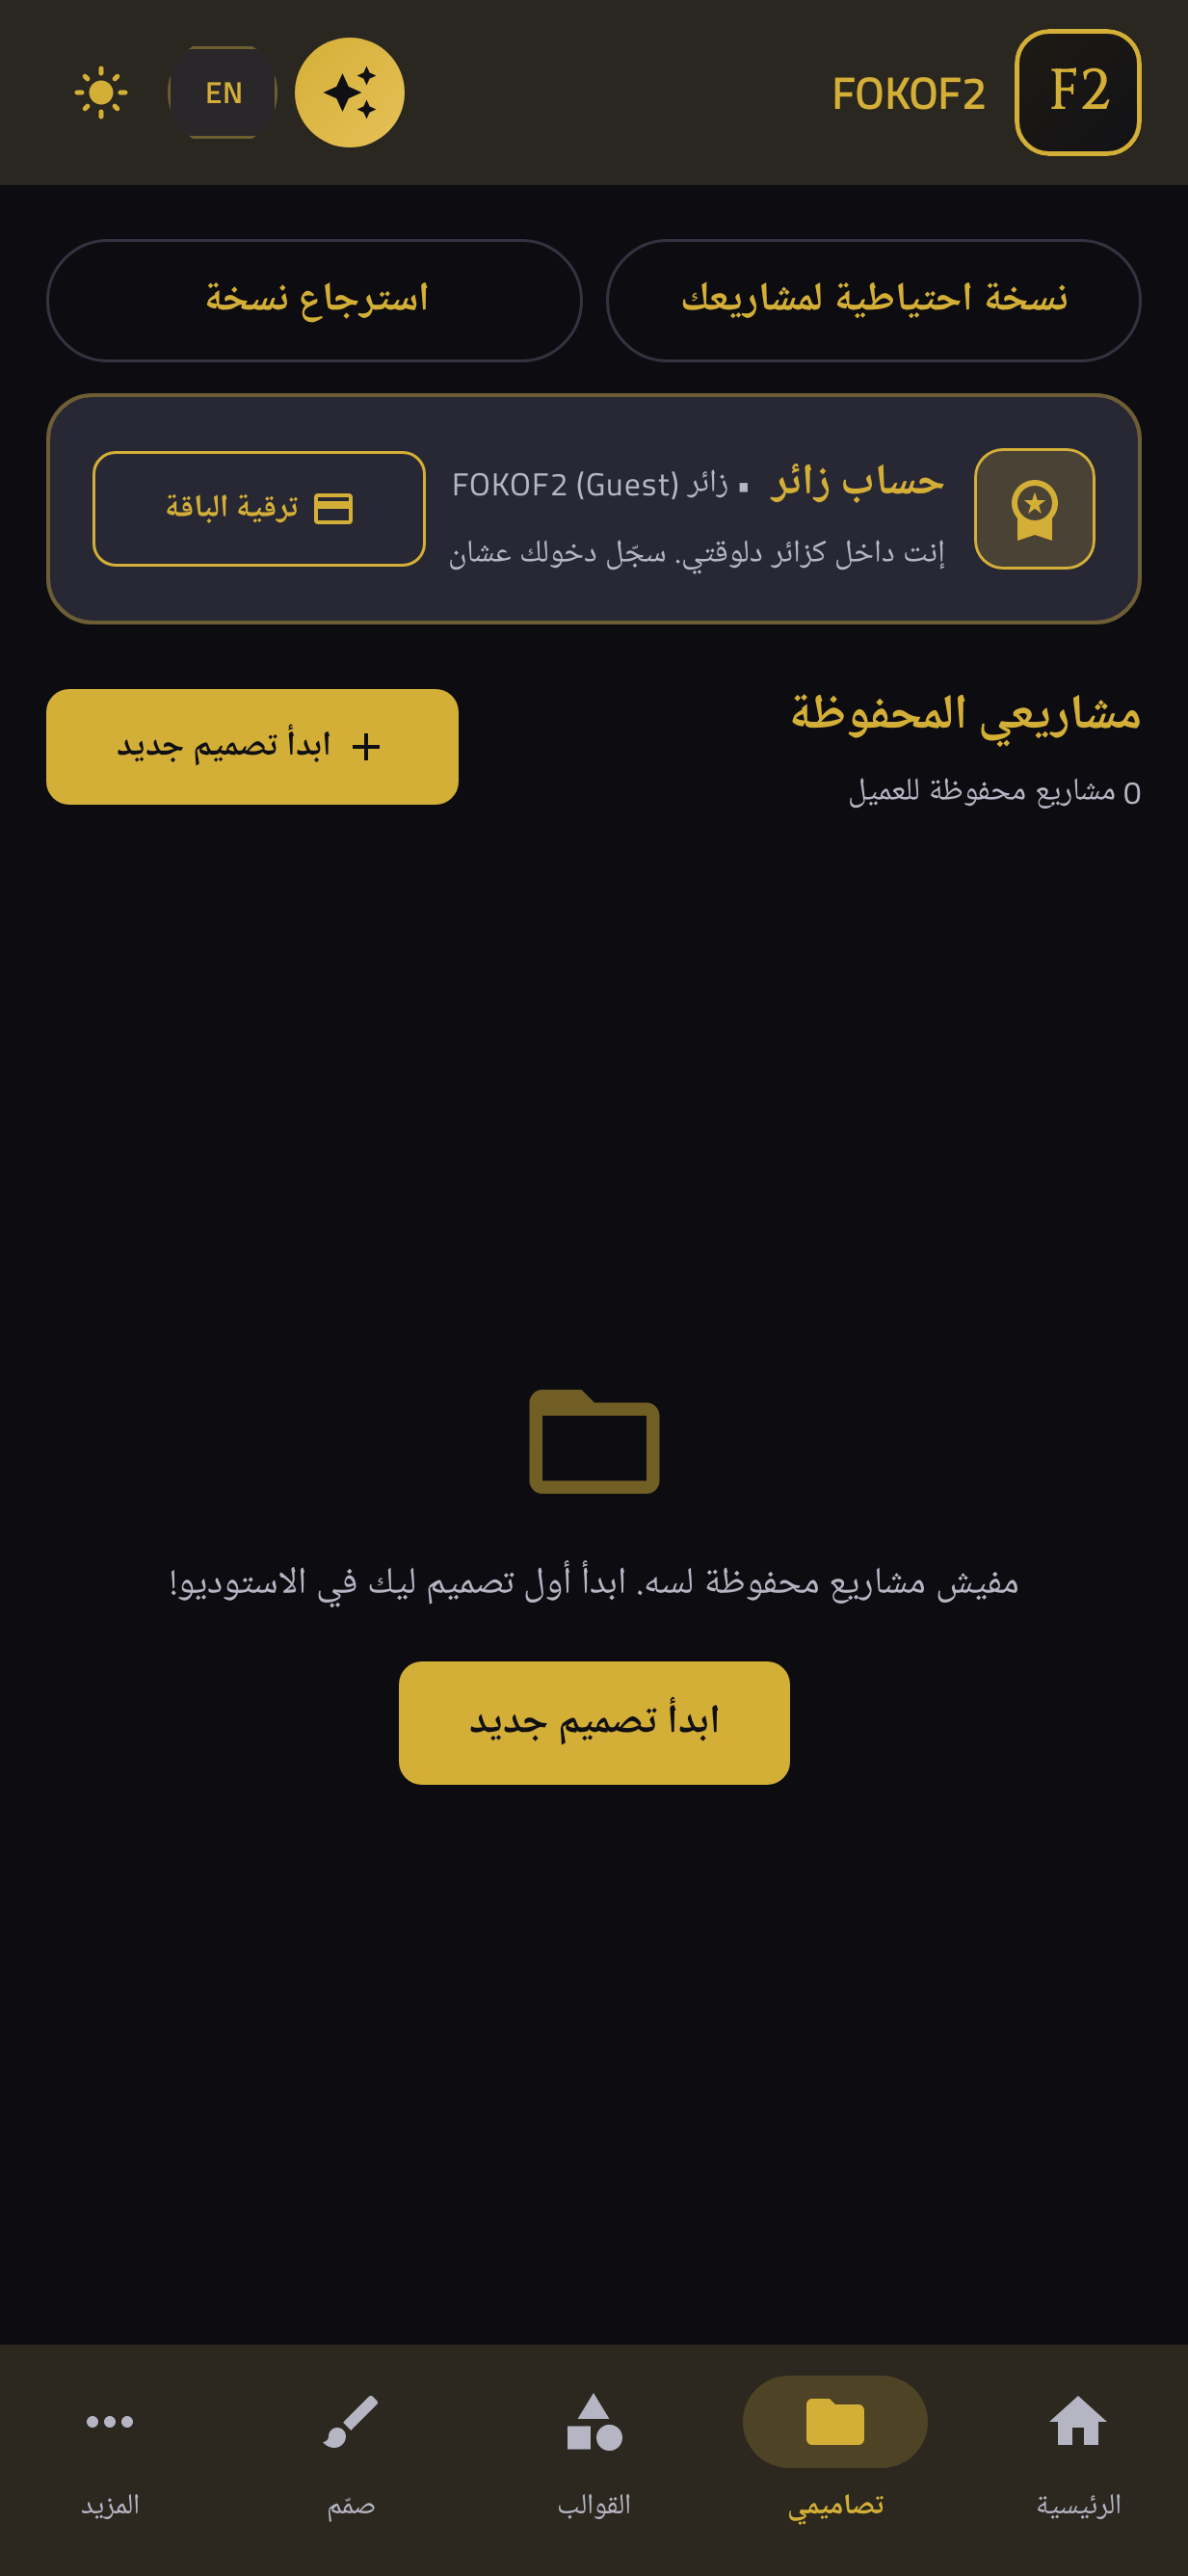 F2
FOKOF2
EN
نسخة احتياطية لمشاريعك
استرجاع نسخة
حساب زائر ▪ زائر FOKOF2 (Guest)
إنت داخل كزائر دلوقتي. سجّل دخولك عشان
ترقية الباقة
مشاريعي المحفوظة
0 مشاريع محفوظة للعميل
+ ابدأ تصميم جديد
مفيش مشاريع محفوظة لسه. ابدأ أول تصميم ليك في الاستوديو!
ابدأ تصميم جديد
الرئيسية
تصاميمي
القوالب
صمّم
المزيد